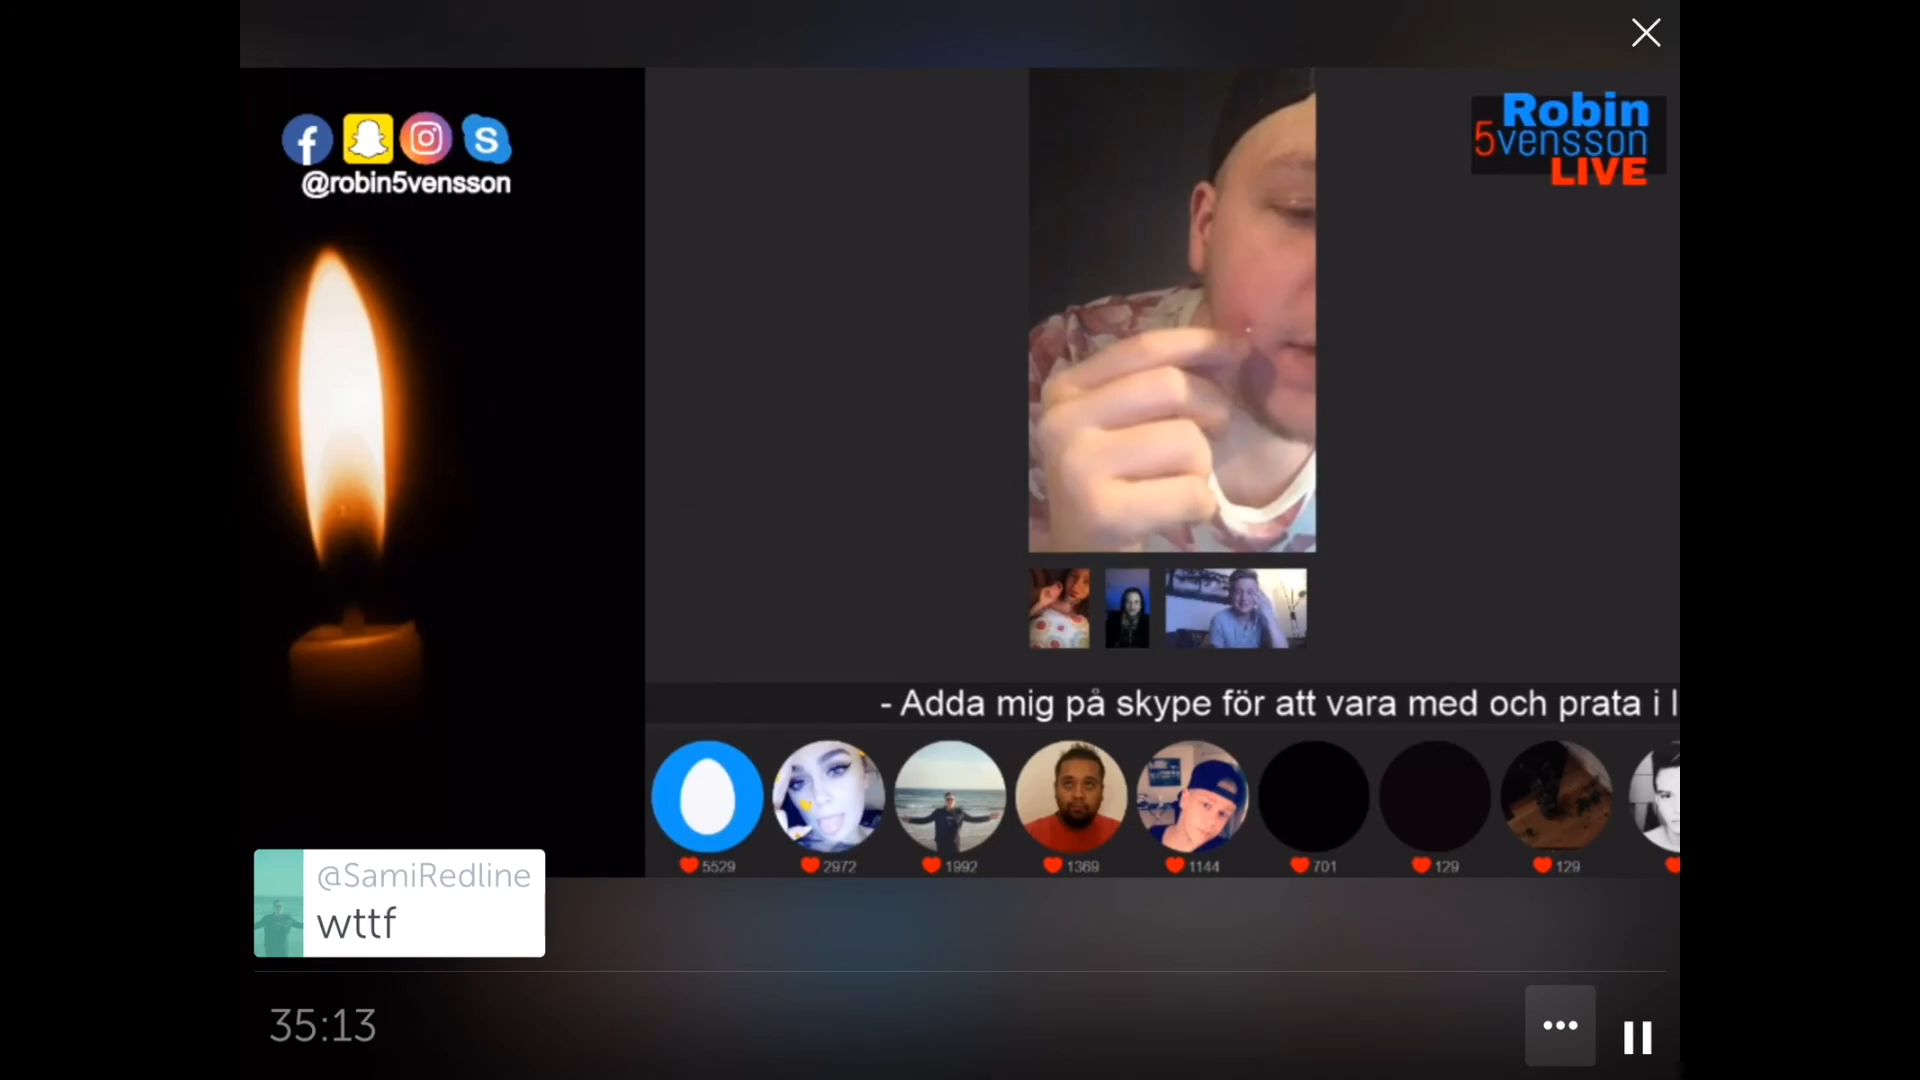 @robin5vensson
Robin
5vensson
LIVE
- Adda mig på skype för att vara med och prata i l
5529
2972
1992
1369
1144
701
129
129
@SamiRedline
wttf
35:13